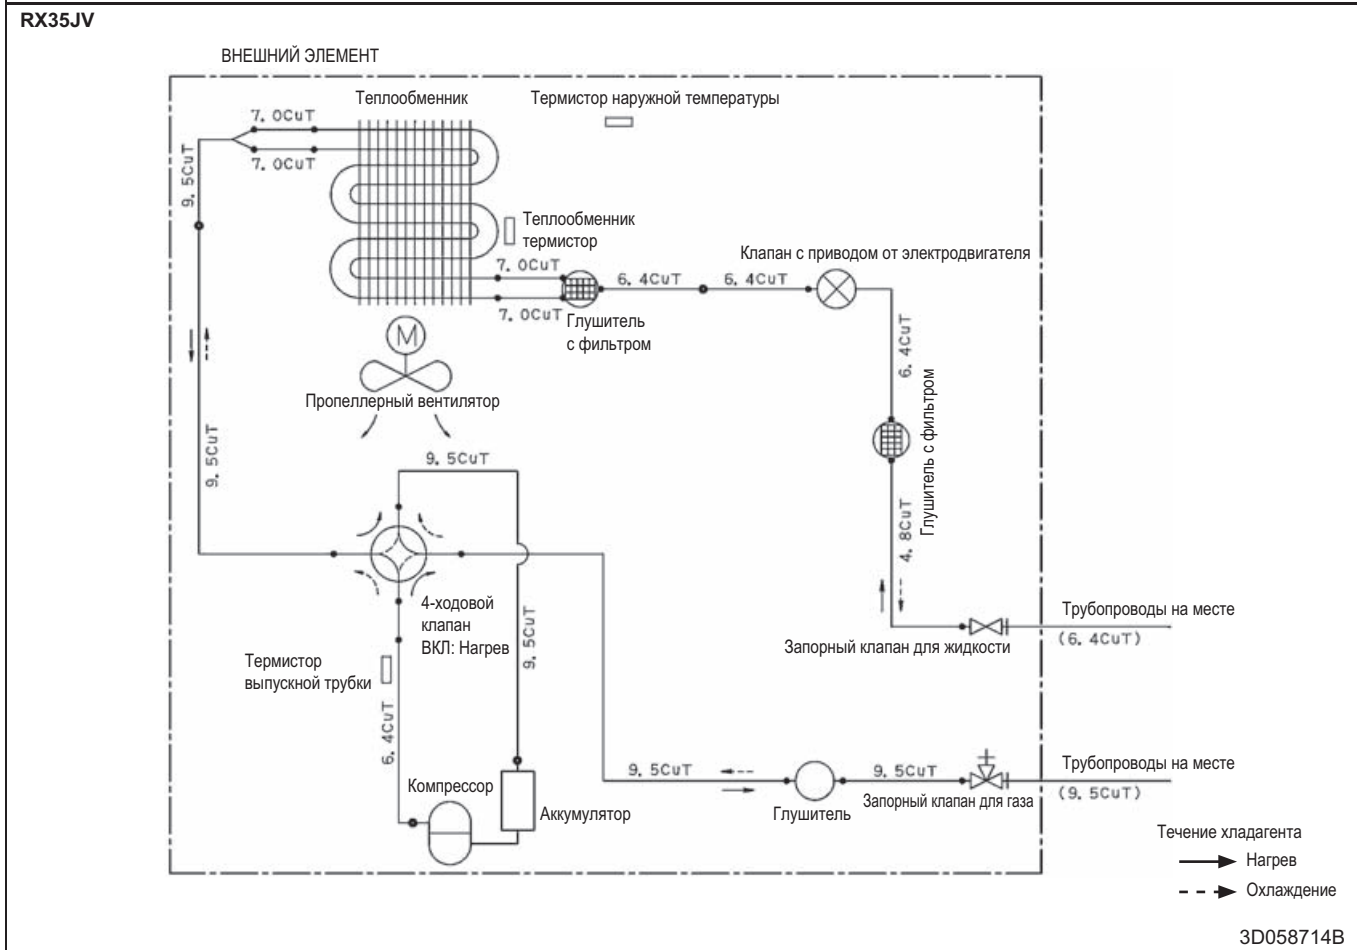 RX35JV
ВНЕШНИЙ ЭЛЕМЕНТ
Теплообменник
Термистор наружной температуры
7. 0CuT
7. 0CuT
9. 5CuT
Теплообменник
термистор
7. 0CuT
7. 0CuT
Глушитель
с фильтром
6. 4CuT
6. 4CuT
Клапан с приводом от электродвигателя
6. 4CuT
Глушитель с фильтром
4. 8CuT
M
Пропеллерный вентилятор
9. 5CuT
9. 5CuT
4-ходовой
клапан
ВКЛ: Нагрев
9. 5CuT
Термистор
выпускной трубки
6. 4CuT
Компрессор
Аккумулятор
Запорный клапан для жидкости
Трубопроводы на месте
(6. 4CuT)
9. 5CuT
Глушитель
9. 5CuT
Запорный клапан для газа
Трубопроводы на месте
(9. 5CuT)
Течение хладагента
Нагрев
Охлаждение
3D058714B